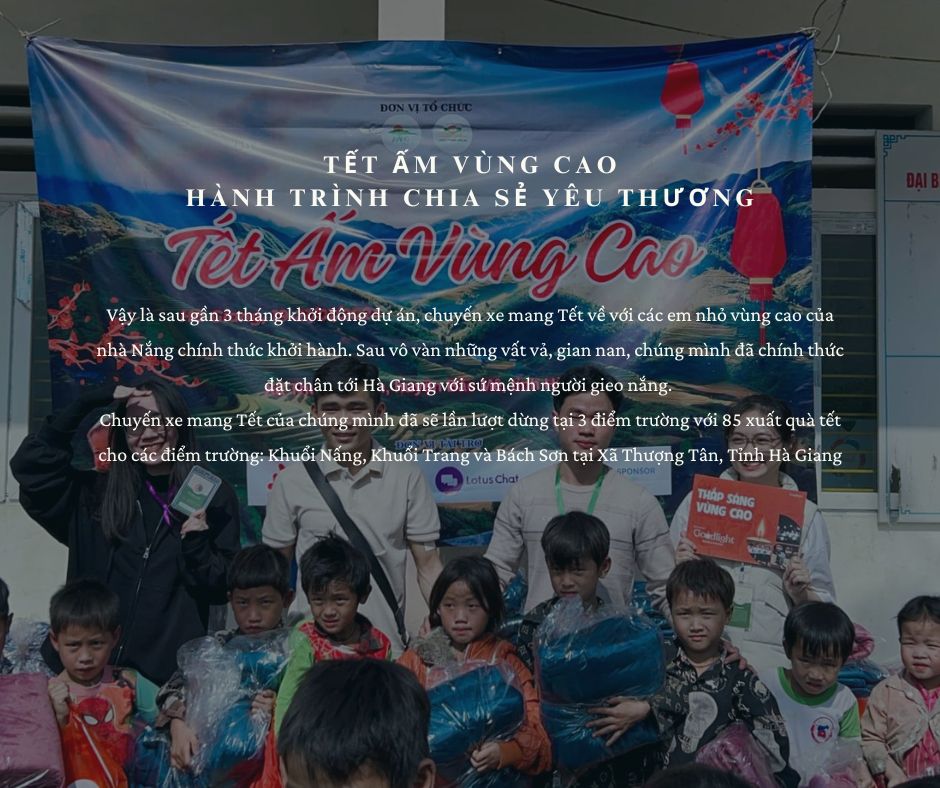 ĐƠN VỊ TỔ CHỨC
TẾT ẤM VÙNG CAO
HÀNH TRÌNH CHIA SẺ YÊU THƯƠNG
Tết Ấm Vùng Cao
Vậy là sau gần 3 tháng khởi động dự án, chuyến xe mang Tết về với các em nhỏ vùng cao của
nhà Nắng chính thức khởi hành. Sau vô vàn những vất vả, gian nan, chúng mình đã chính thức
đặt chân tới Hà Giang với sứ mệnh người gieo nắng.
Chuyến xe mang Tết của chúng mình đã sẽ lần lượt dừng tại 3 điểm trường với 85 xuất quà tết
cho các điểm trường: Khuổi Nấng, Khuổi Trang và Bách Sơn tại Xã Thượng Tân, Tỉnh Hà Giang
ĐƠN VỊ TÀI TRỢ
Lotus Chat
SPONSOR
THẮP SÁNG
VÙNG CAO
ĐẠI B